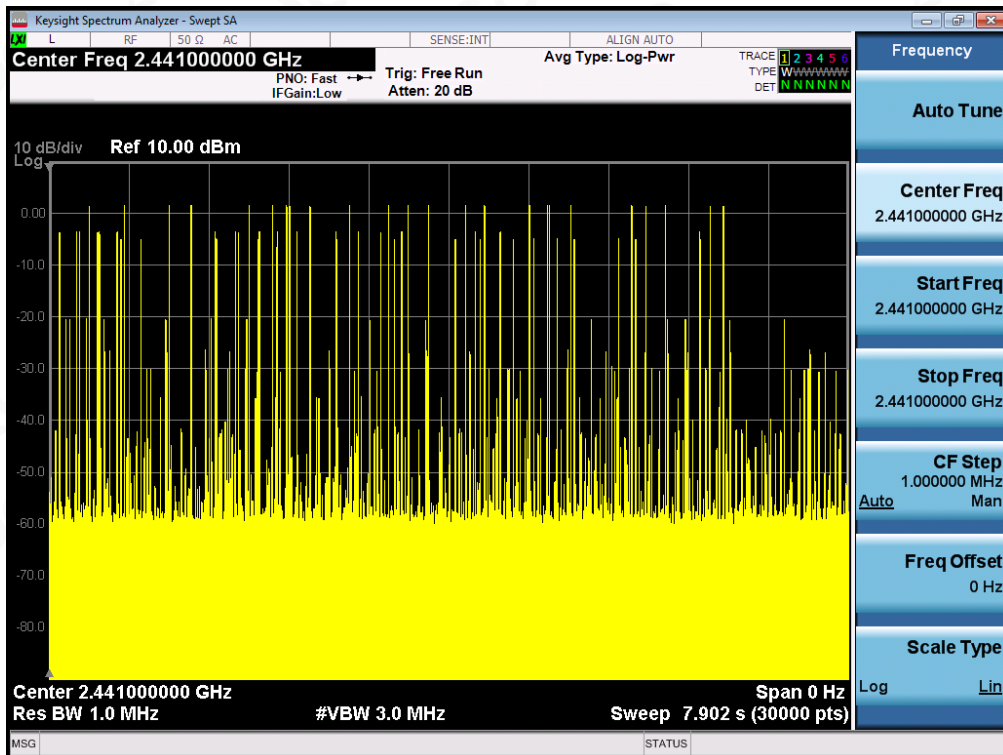 Keysight Spectrum Analyzer - Swept SA
LXI L RF 50 Ω AC SENSE:INT ALIGN AUTO
Center Freq 2.441000000 GHz
PNO: Fast
IFGain:Low
Trig: Free Run
Atten: 20 dB
Avg Type: Log-Pwr
TRACE 1 2 3 4 5 6
TYPE WWWWWW
DET N N N N N N
10 dB/div Ref 10.00 dBm
Log
0.00
-10.0
-20.0
-30.0
-40.0
-50.0
-60.0
-70.0
-80.0
Center 2.441000000 GHz Span 0 Hz
Res BW 1.0 MHz #VBW 3.0 MHz Sweep 7.902 s (30000 pts)
MSG STATUS
Frequency
Auto Tune
Center Freq
2.441000000 GHz
Start Freq
2.441000000 GHz
Stop Freq
2.441000000 GHz
CF Step
1.000000 MHz
Auto Man
Freq Offset
0 Hz
Scale Type
Log Lin